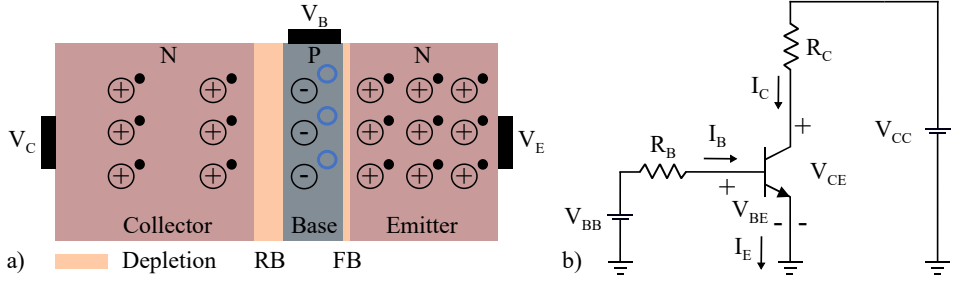 V_B
N P N
+ + - + + +
V_C + + - + + + V_E
+ + - + + +
Collector Base Emitter
a) Depletion RB FB
R_C
I_C
+
V_CC
I_B
R_B
+
V_CE
V_BB
V_BE - -
I_E
b)